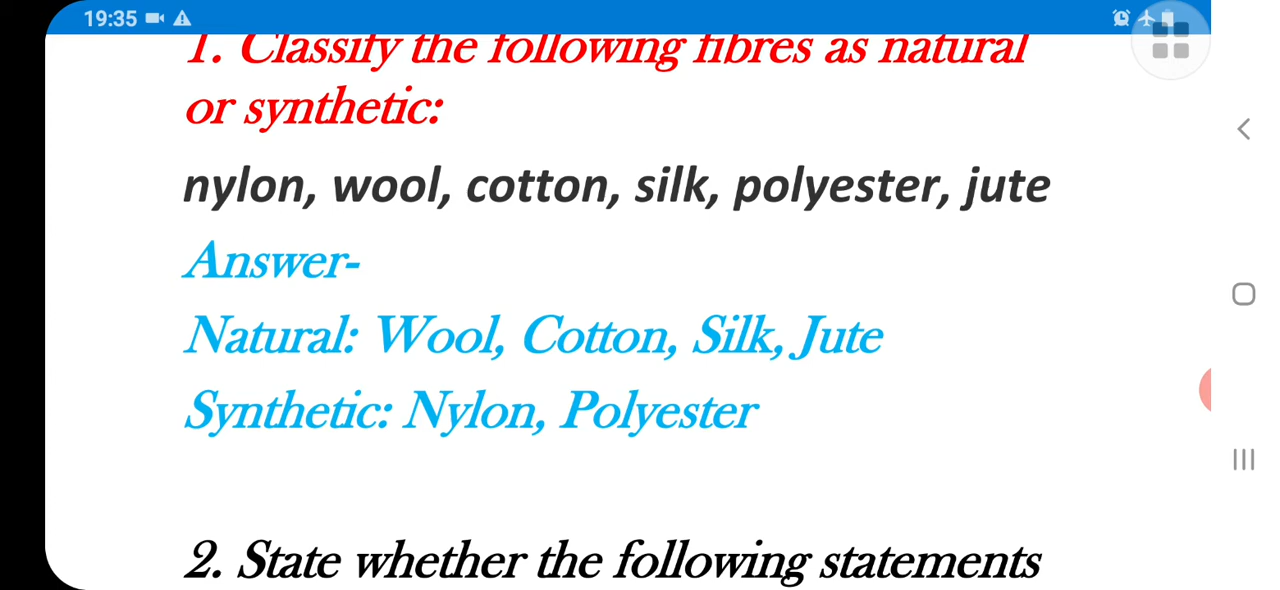 19:35
1. Classify the following fibres as natural
or synthetic:
nylon, wool, cotton, silk, polyester, jute
Answer-
Natural: Wool, Cotton, Silk, Jute
Synthetic: Nylon, Polyester
2. State whether the following statements